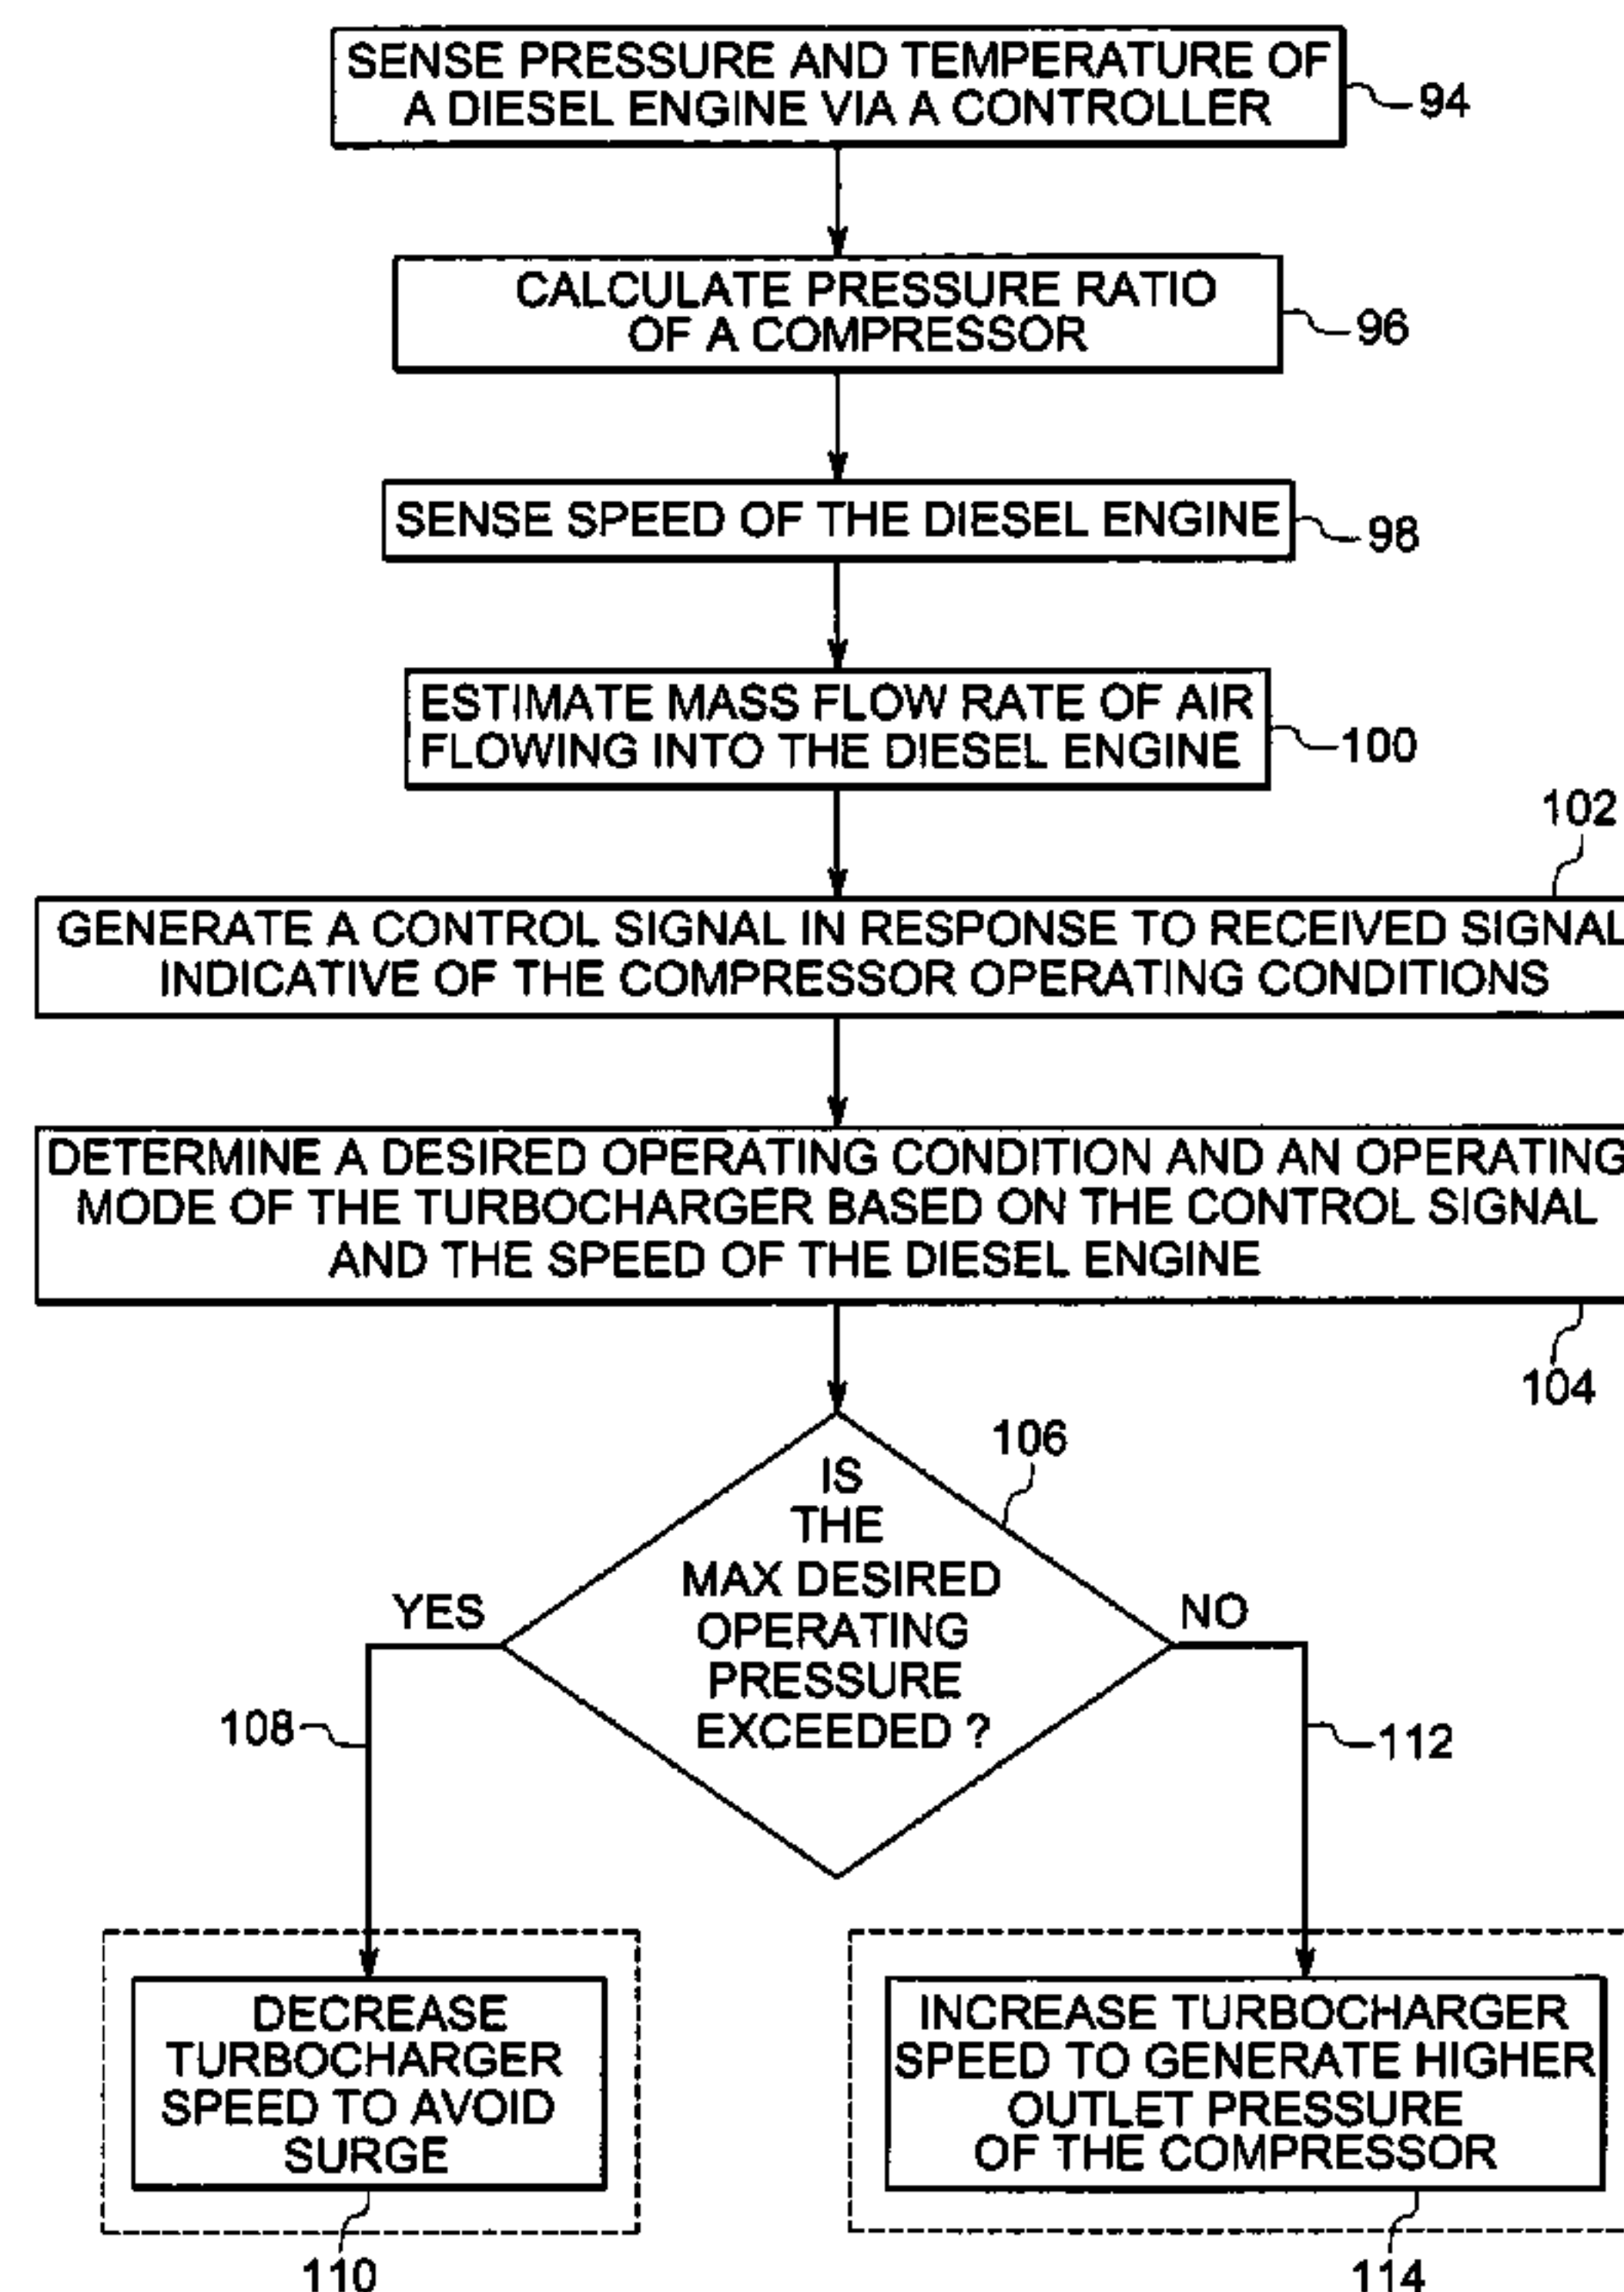 SENSE PRESSURE AND TEMPERATURE OF
A DIESEL ENGINE VIA A CONTROLLER
94
CALCULATE PRESSURE RATIO
OF A COMPRESSOR
96
SENSE SPEED OF THE DIESEL ENGINE
98
ESTIMATE MASS FLOW RATE OF AIR
FLOWING INTO THE DIESEL ENGINE
100
102
GENERATE A CONTROL SIGNAL IN RESPONSE TO RECEIVED SIGNAL
INDICATIVE OF THE COMPRESSOR OPERATING CONDITIONS
DETERMINE A DESIRED OPERATING CONDITION AND AN OPERATING
MODE OF THE TURBOCHARGER BASED ON THE CONTROL SIGNAL
AND THE SPEED OF THE DIESEL ENGINE
104
106
IS
THE
MAX DESIRED
OPERATING
PRESSURE
EXCEEDED ?
YES
NO
108
112
DECREASE
TURBOCHARGER
SPEED TO AVOID
SURGE
110
INCREASE TURBOCHARGER
SPEED TO GENERATE HIGHER
OUTLET PRESSURE
OF THE COMPRESSOR
114